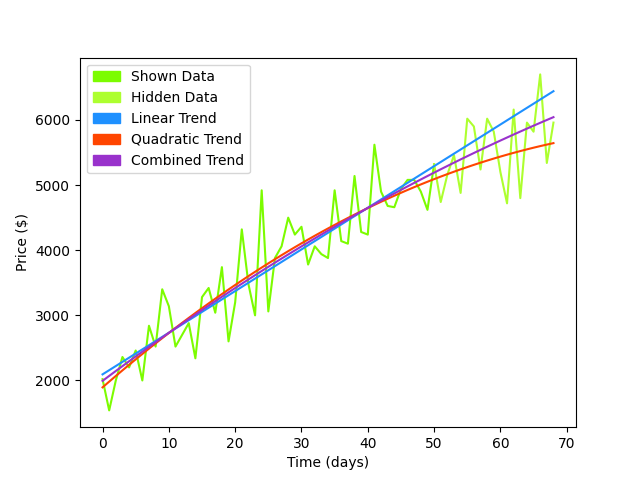 Shown Data
Hidden Data
Linear Trend
Quadratic Trend
Combined Trend
Price ($)
6000
5000
4000
3000
2000
0 10 20 30 40 50 60 70
Time (days)